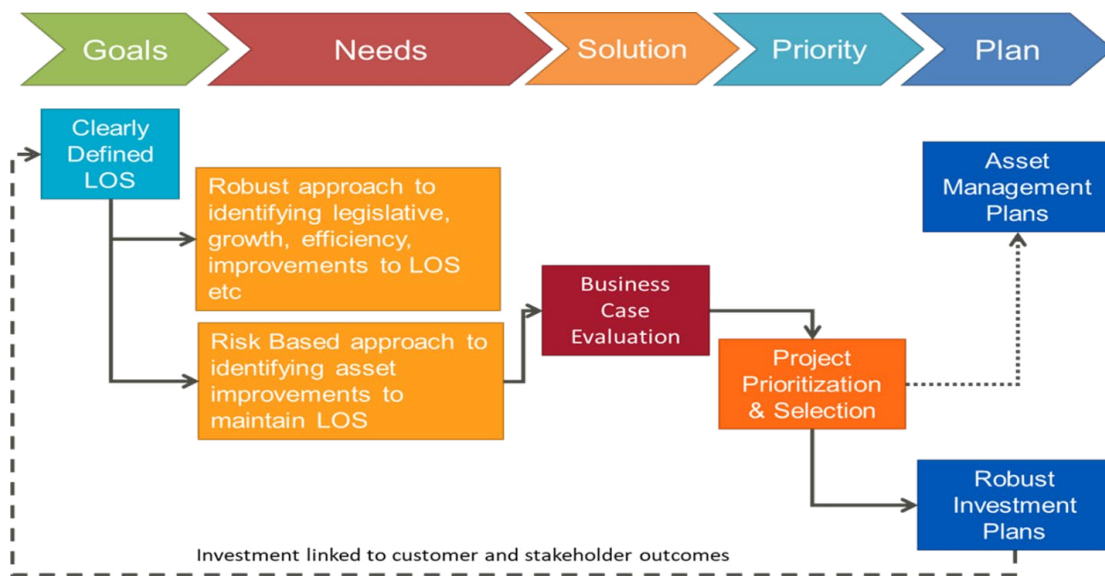 Goals
Needs
Solution
Priority
Plan
Clearly
Defined
LOS
Robust approach to
identifying legislative,
growth, efficiency,
improvements to LOS
etc
Risk Based approach to
identifying asset
improvements to
maintain LOS
Business
Case
Evaluation
Project
Prioritization
& Selection
Asset
Management
Plans
Robust
Investment
Plans
Investment linked to customer and stakeholder outcomes